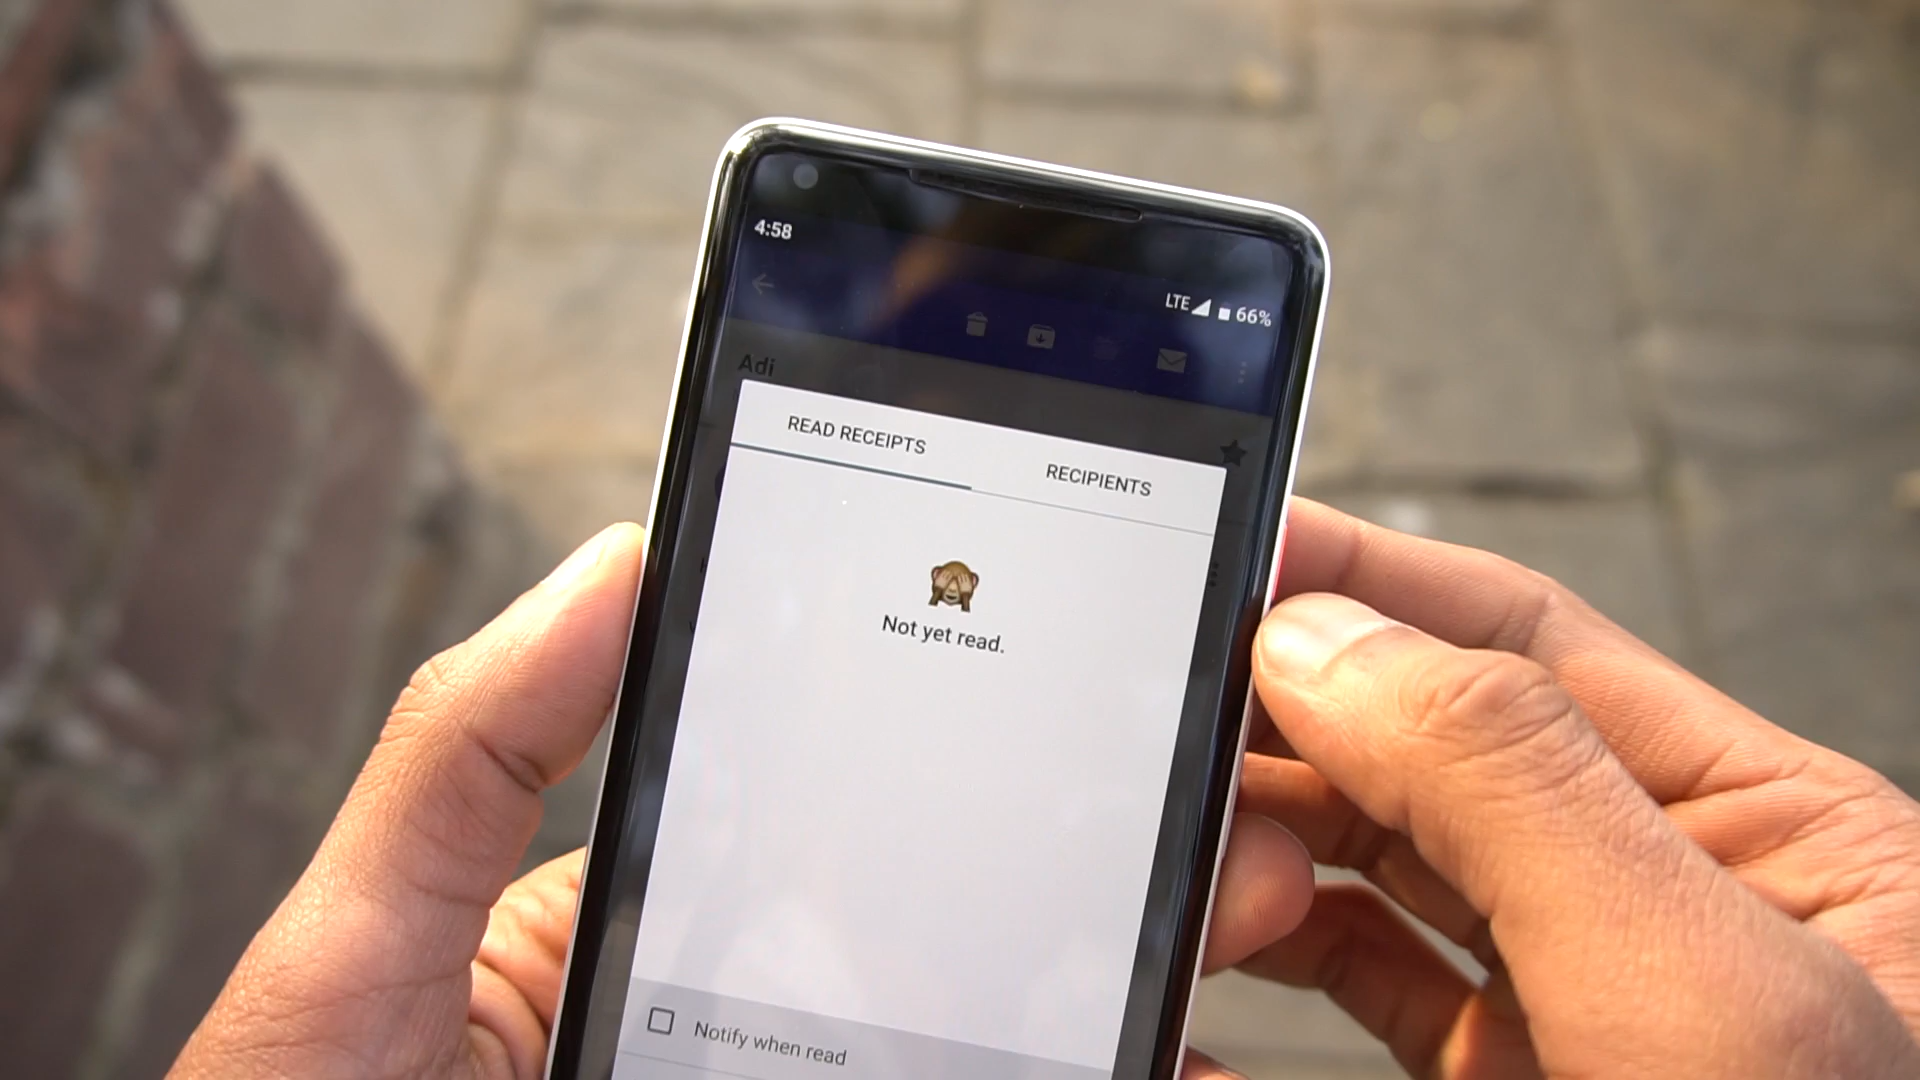 4:58
LTE 66%
Adi
READ RECEIPTS
RECIPIENTS
Not yet read.
Notify when read